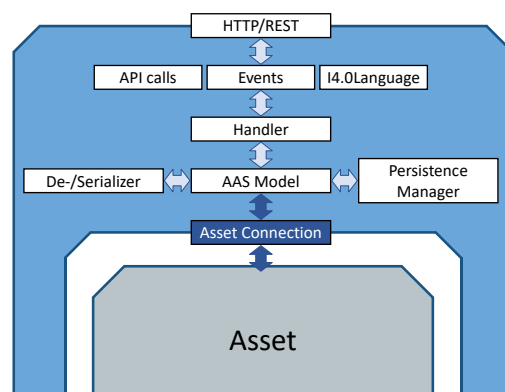 HTTP/REST
API calls
Events
I4.0Language
Handler
De-/Serializer
AAS Model
Persistence
Manager
Asset Connection
Asset